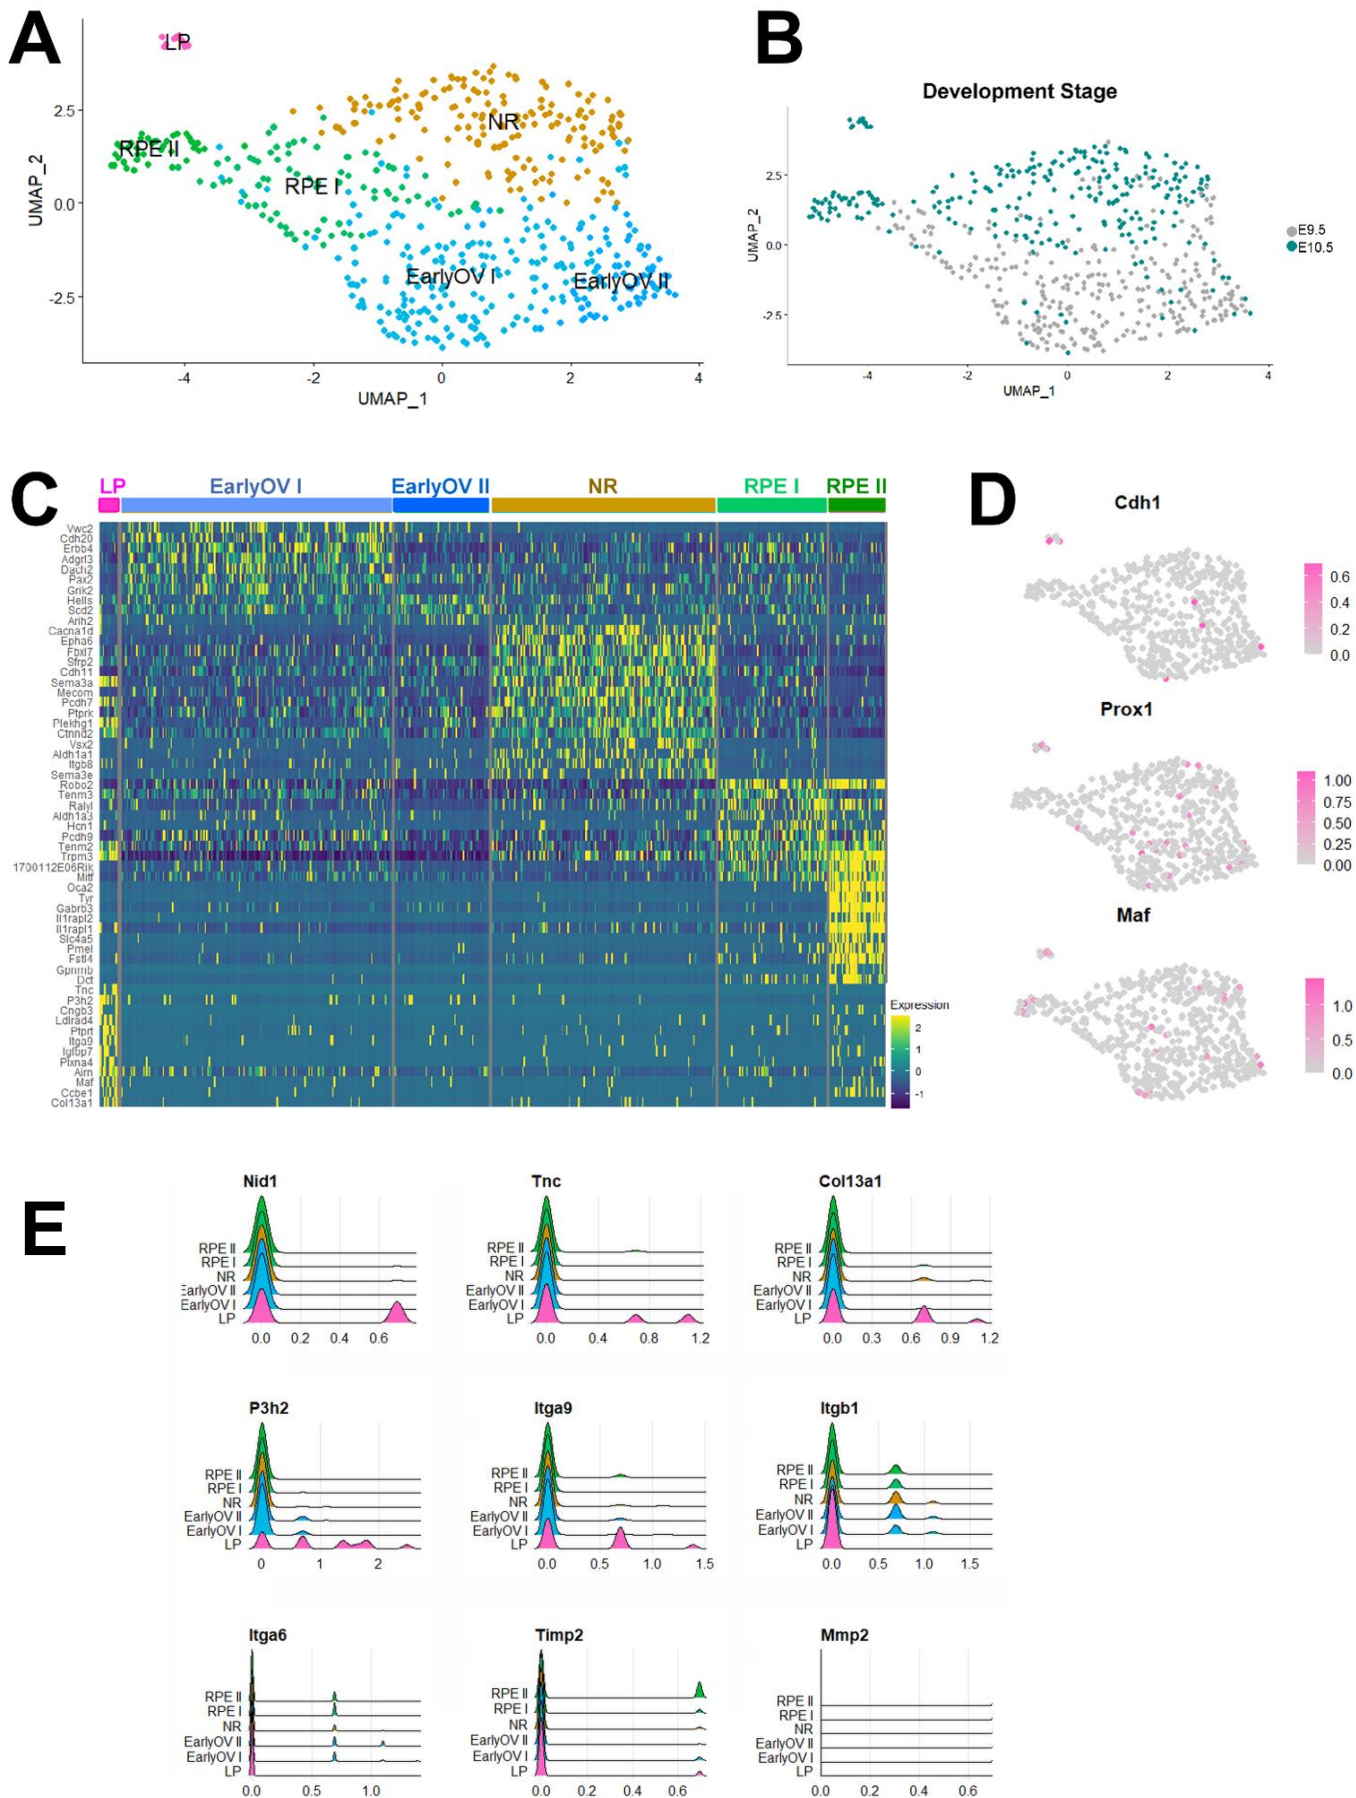 A
LP
NR
RPE II
RPE I
EarlyOV I
EarlyOV II
2.5
0.0
-2.5
UMAP_2
-4
-2
0
2
4
UMAP_1
B
Development Stage
2.5
0.0
-2.5
UMAP_2
-4
-2
0
2
4
UMAP_1
E9.5
E10.5
C
LP EarlyOV I EarlyOV II NR RPE I RPE II
Vwc2
Cdh20
Erbb4
Adgrl3
Dach2
Pax2
Grik2
Hells
Scd2
Arih2
Cacna1d
Epha6
Fbxl7
Sfrp2
Cdh11
Sema3a
Mecom
Pcdh7
Ptprk
Plekhg1
Ctnnd2
Vsx2
Aldh1a1
Itgb8
Sema3e
Robo2
Tenm3
Ralyl
Aldh1a3
Hcn1
Pcdh9
Tenm2
Trpm3
1700112E06Rik
Mitf
Oca2
Tyr
Gabrb3
Il1rapl2
Il1rapl1
Slc4a5
Pmel
Fstl4
Gpnmb
Dct
Tnc
P3h2
Cngb3
Ldlrad4
Ptprt
Itga9
Igfbp7
Plxna4
Airn
Maf
Ccbe1
Col13a1
Expression
2
1
0
-1
D
Cdh1
0.6
0.4
0.2
0.0
Prox1
1.00
0.75
0.50
0.25
0.00
Maf
1.0
0.5
0.0
E
Nid1
RPE II
RPE I
NR
EarlyOV II
EarlyOV I
LP
0.0 0.2 0.4 0.6
Tnc
RPE II
RPE I
NR
EarlyOV II
EarlyOV I
LP
0.0 0.4 0.8 1.2
Col13a1
RPE II
RPE I
NR
EarlyOV II
EarlyOV I
LP
0.0 0.3 0.6 0.9 1.2
P3h2
RPE II
RPE I
NR
EarlyOV II
EarlyOV I
LP
0 1 2
Itga9
RPE II
RPE I
NR
EarlyOV II
EarlyOV I
LP
0.0 0.5 1.0 1.5
Itgb1
RPE II
RPE I
NR
EarlyOV II
EarlyOV I
LP
0.0 0.5 1.0 1.5
Itga6
RPE II
RPE I
NR
EarlyOV II
EarlyOV I
LP
0.0 0.5 1.0
Timp2
RPE II
RPE I
NR
EarlyOV II
EarlyOV I
LP
0.0 0.2 0.4 0.6
Mmp2
RPE II
RPE I
NR
EarlyOV II
EarlyOV I
LP
0.0 0.2 0.4 0.6